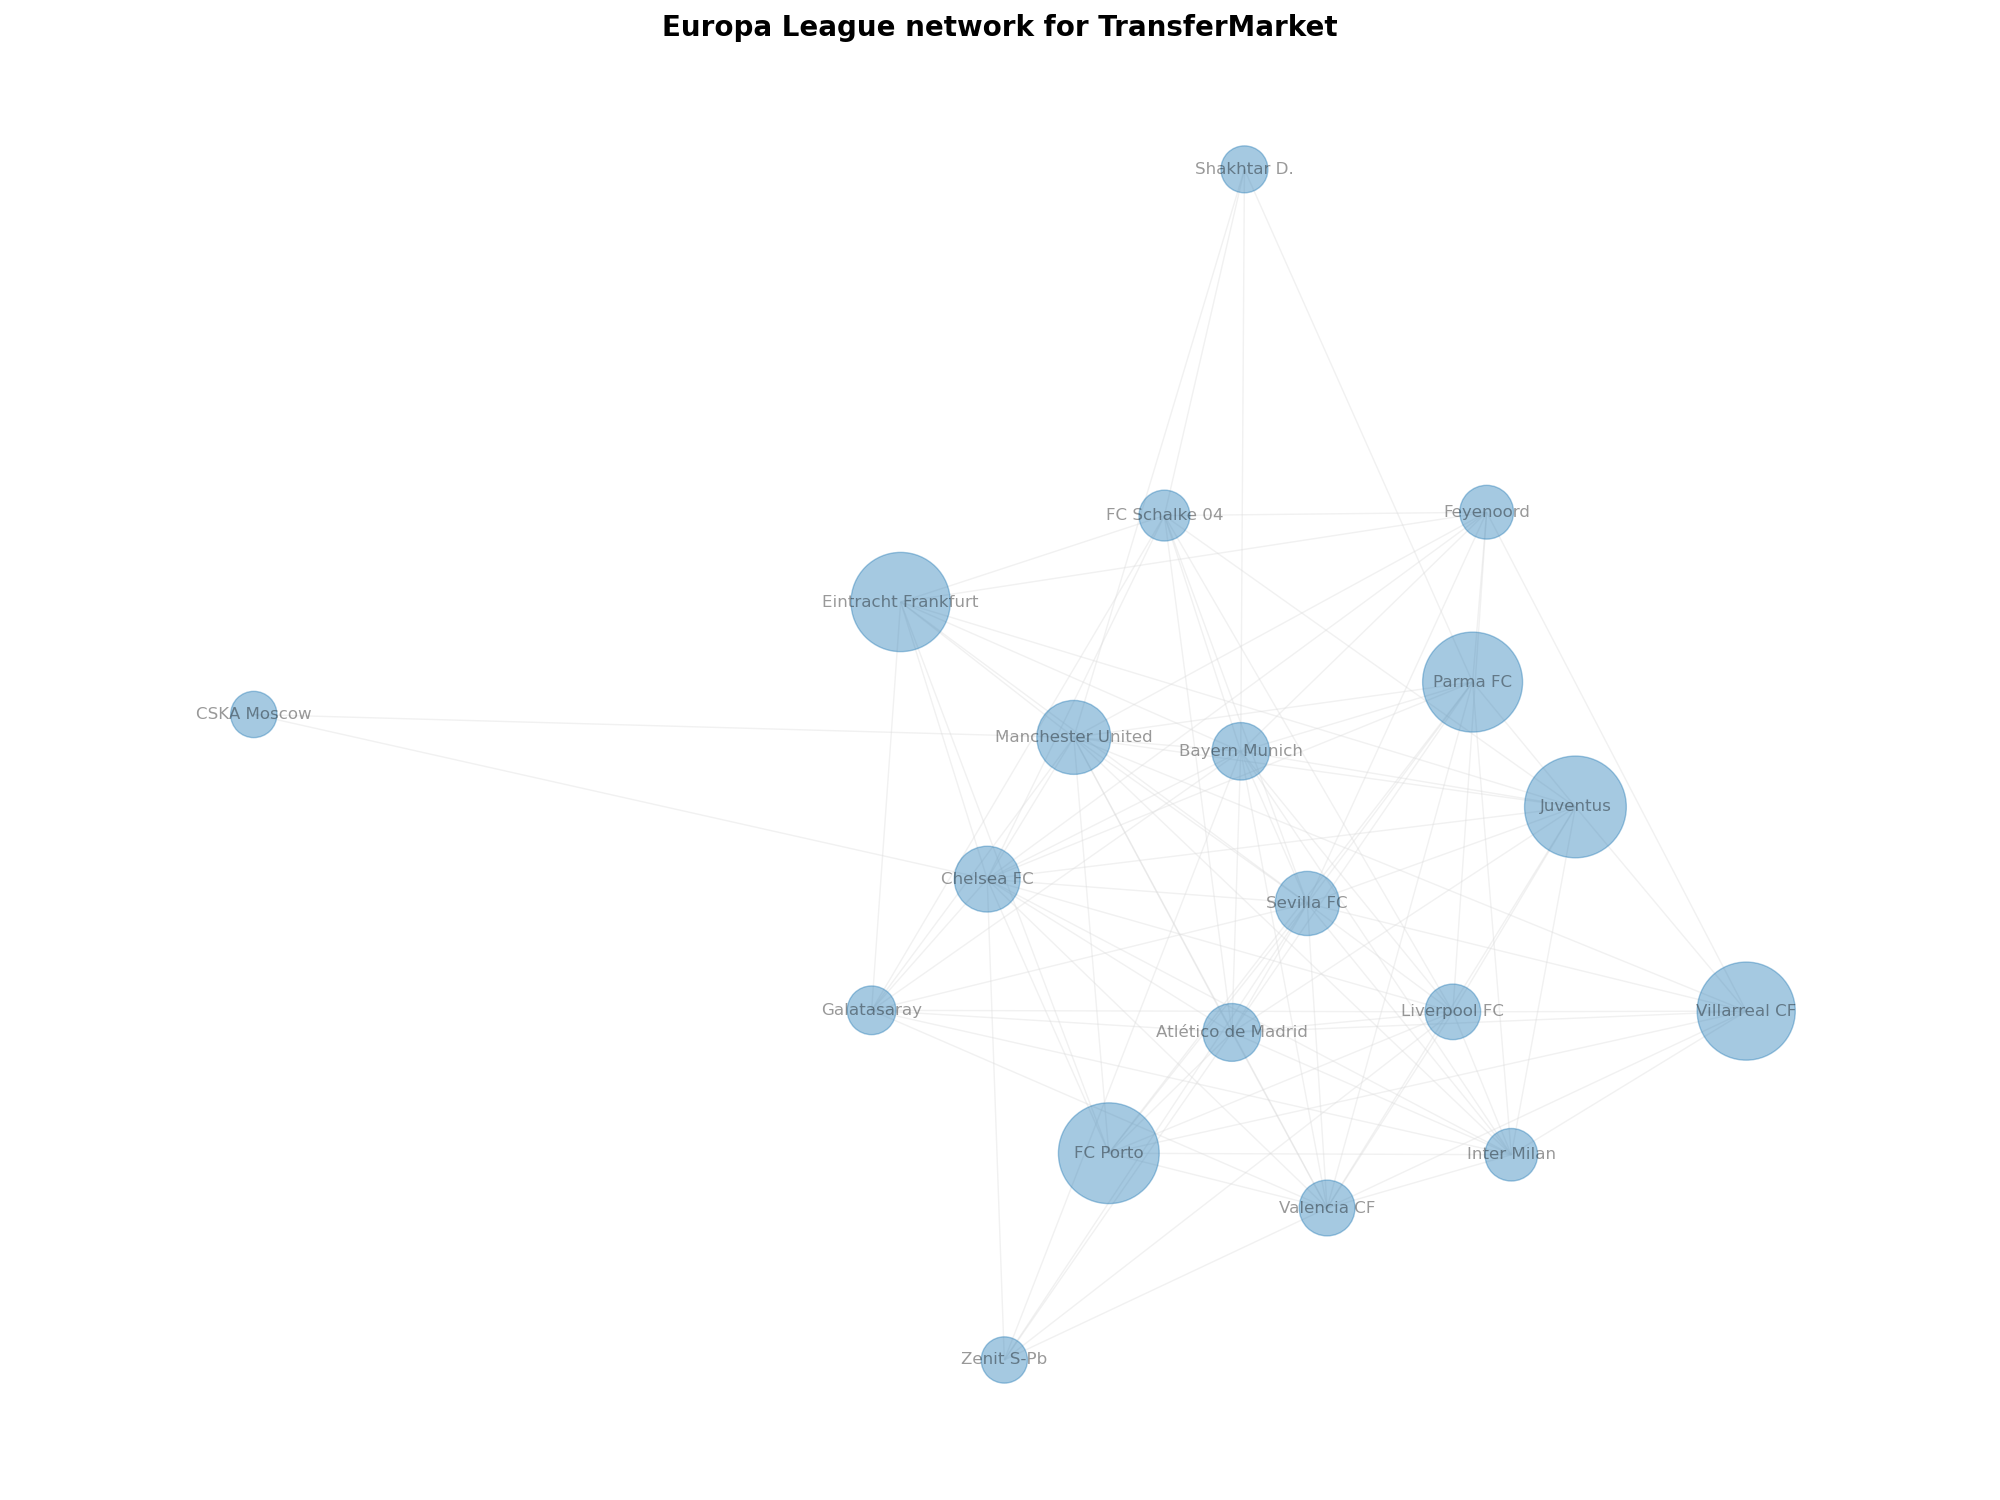 Europa League network for TransferMarket
Shakhtar D.
FC Schalke 04
Feyenoord
Eintracht Frankfurt
Parma FC
CSKA Moscow
Manchester United
Bayern Munich
Juventus
Chelsea FC
Sevilla FC
Galatasaray
Liverpool FC
Villarreal CF
Atlético de Madrid
FC Porto
Inter Milan
Valencia CF
Zenit S-Pb